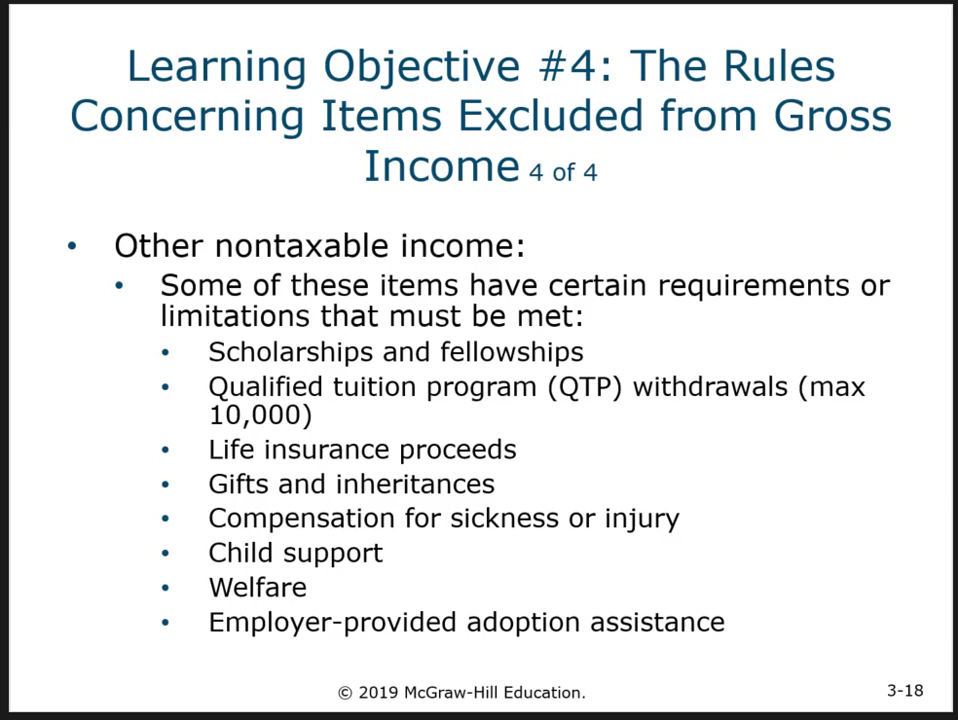 Learning Objective #4: The Rules
Concerning Items Excluded from Gross
Income 4 of 4
• Other nontaxable income:
• Some of these items have certain requirements or
limitations that must be met:
• Scholarships and fellowships
• Qualified tuition program (QTP) withdrawals (max
10,000)
• Life insurance proceeds
• Gifts and inheritances
• Compensation for sickness or injury
• Child support
• Welfare
• Employer-provided adoption assistance
© 2019 McGraw-Hill Education.
3-18